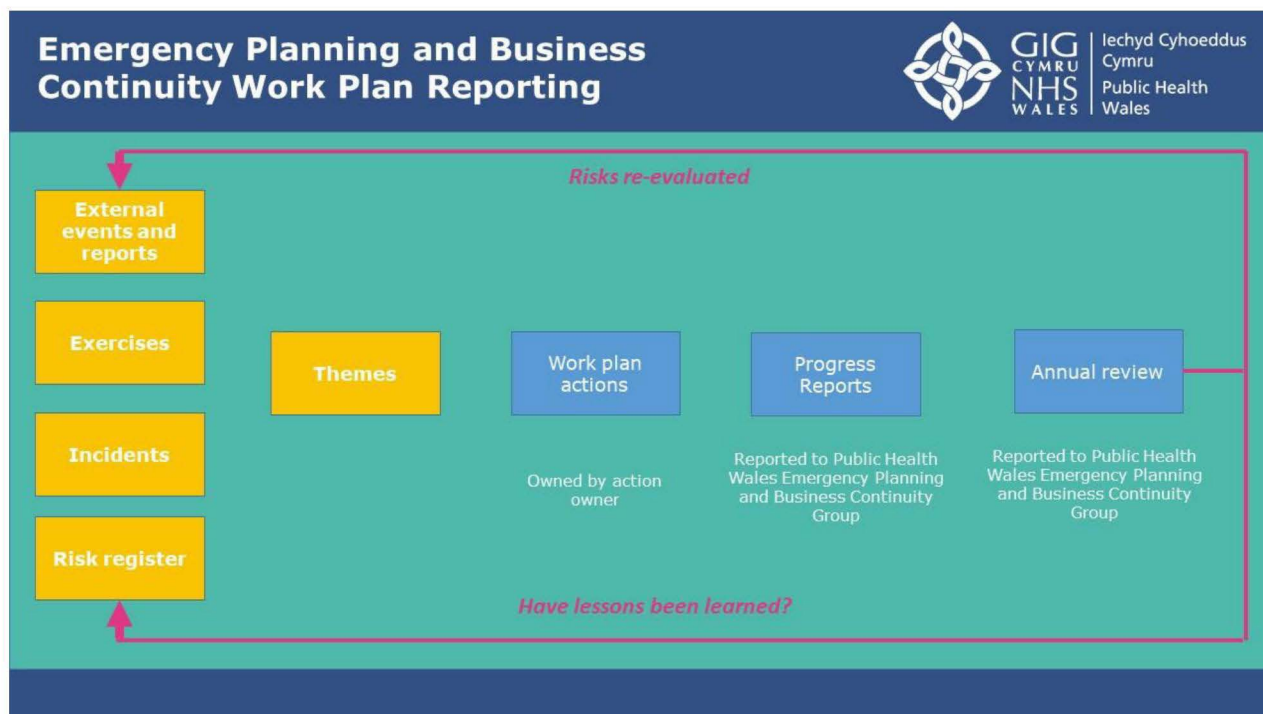 Emergency Planning and Business
Continuity Work Plan Reporting
GIG
CYMRU
NHS
WALES
Iechyd Cyhoeddus
Cymru
Public Health
Wales
Risks re-evaluated
External
events and
reports
Exercises
Incidents
Risk register
Themes
Work plan
actions
Owned by action
owner
Progress
Reports
Reported to Public Health
Wales Emergency Planning
and Business Continuity
Group
Annual review
Reported to Public Health
Wales Emergency Planning
and Business Continuity
Group
Have lessons been learned?